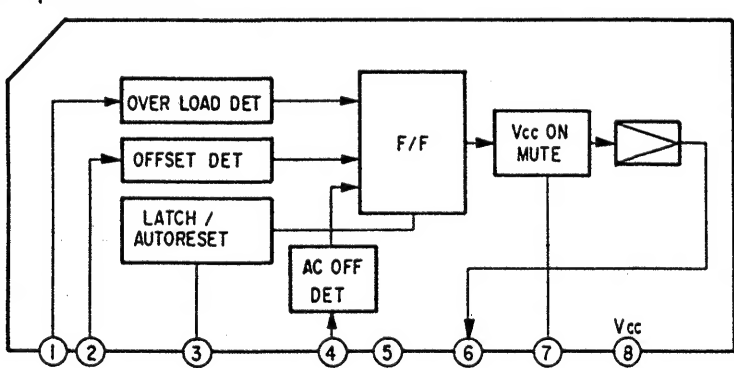 OVER LOAD DET
OFFSET DET
LATCH /
AUTORESET
AC OFF
DET
F/F
Vcc ON
MUTE
Vcc
1 2 3 4 5 6 7 8